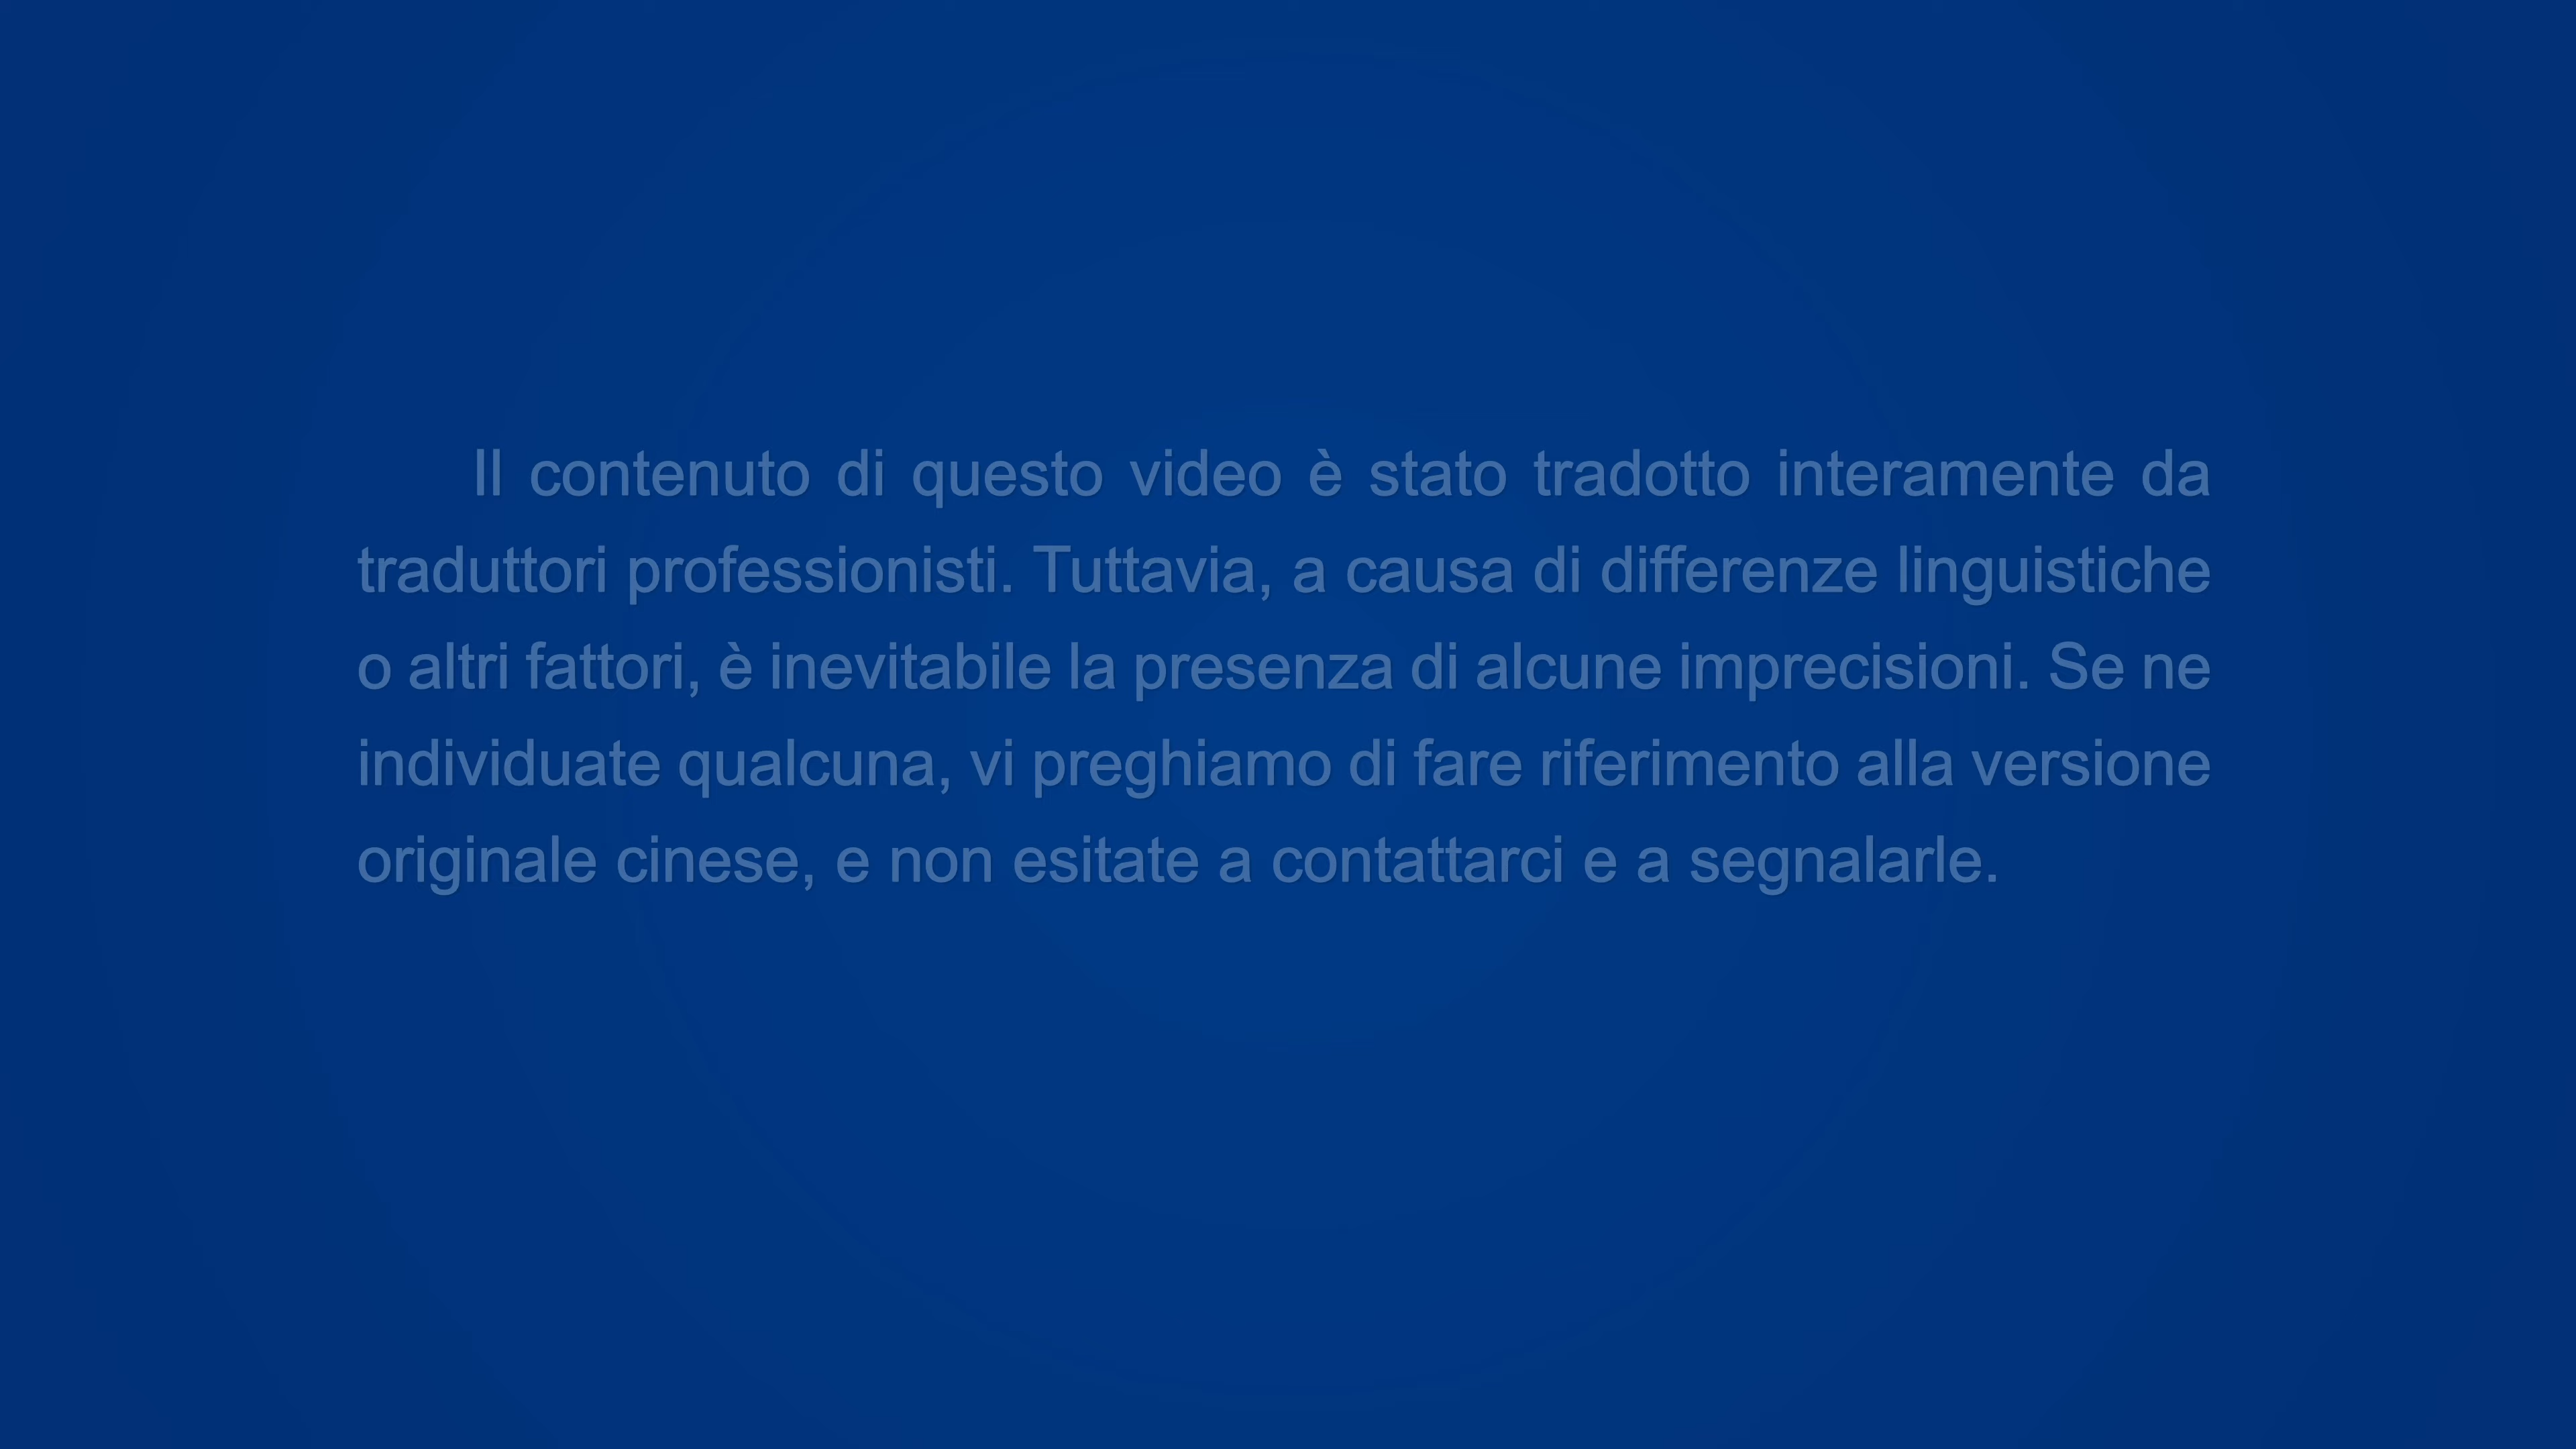 Il contenuto di questo video è stato tradotto interamente da
traduttori professionisti. Tuttavia, a causa di differenze linguistiche
o altri fattori, è inevitabile la presenza di alcune imprecisioni. Se ne
individuate qualcuna, vi preghiamo di fare riferimento alla versione
originale cinese, e non esitate a contattarci e a segnalarle.